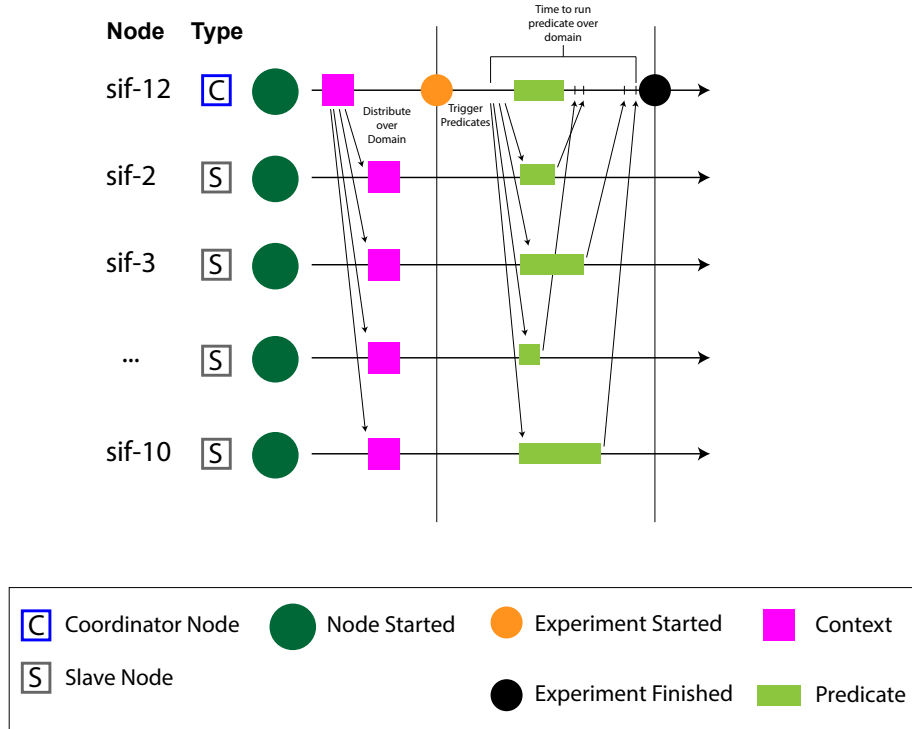 Node Type
Time to run
predicate over
domain
sif-12 C
Distribute
over
Domain
Trigger
Predicates
sif-2 S
sif-3 S
... S
sif-10 S
C Coordinator Node
Node Started
Experiment Started
Context
S Slave Node
Experiment Finished
Predicate